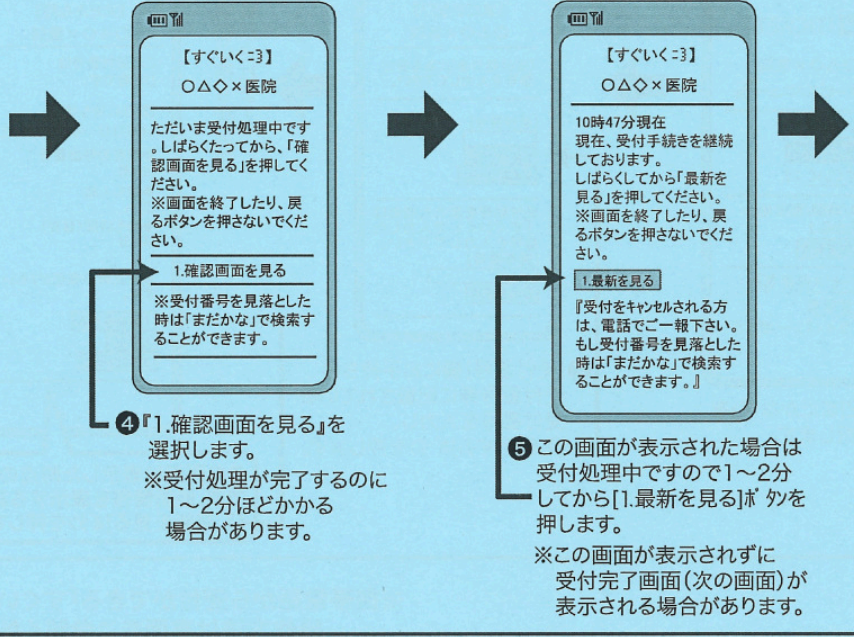 【すぐいくﾆ3】
〇△◇×医院
ただいま受付処理中です
。しばらくたってから、「確
認画面を見る」を押してく
ださい。
※画面を終了したり、戻
るボタンを押さないでくだ
さい。
1.確認画面を見る
※受付番号を見落とした
時は「まだかな」で検索す
ることができます。
❹『1.確認画面を見る』を
選択します。
※受付処理が完了するのに
1～2分ほどかかる
場合があります。
【すぐいくﾆ3】
〇△◇×医院
10時47分現在
現在、受付手続きを継続
しております。
しばらくしてから「最新を
見る」を押してください。
※画面を終了したり、戻
るボタンを押さないでくだ
さい。
1.最新を見る
『受付をｷｬﾝｾﾙされる方
は、電話でご一報下さい。
もし受付番号を見落とした
時は「まだかな」で検索す
ることができます。』
❺この画面が表示された場合は
受付処理中ですので1～2分
してから[1.最新を見る]ﾎﾞﾀﾝを
押します。
※この画面が表示されずに
受付完了画面(次の画面)が
表示される場合があります。